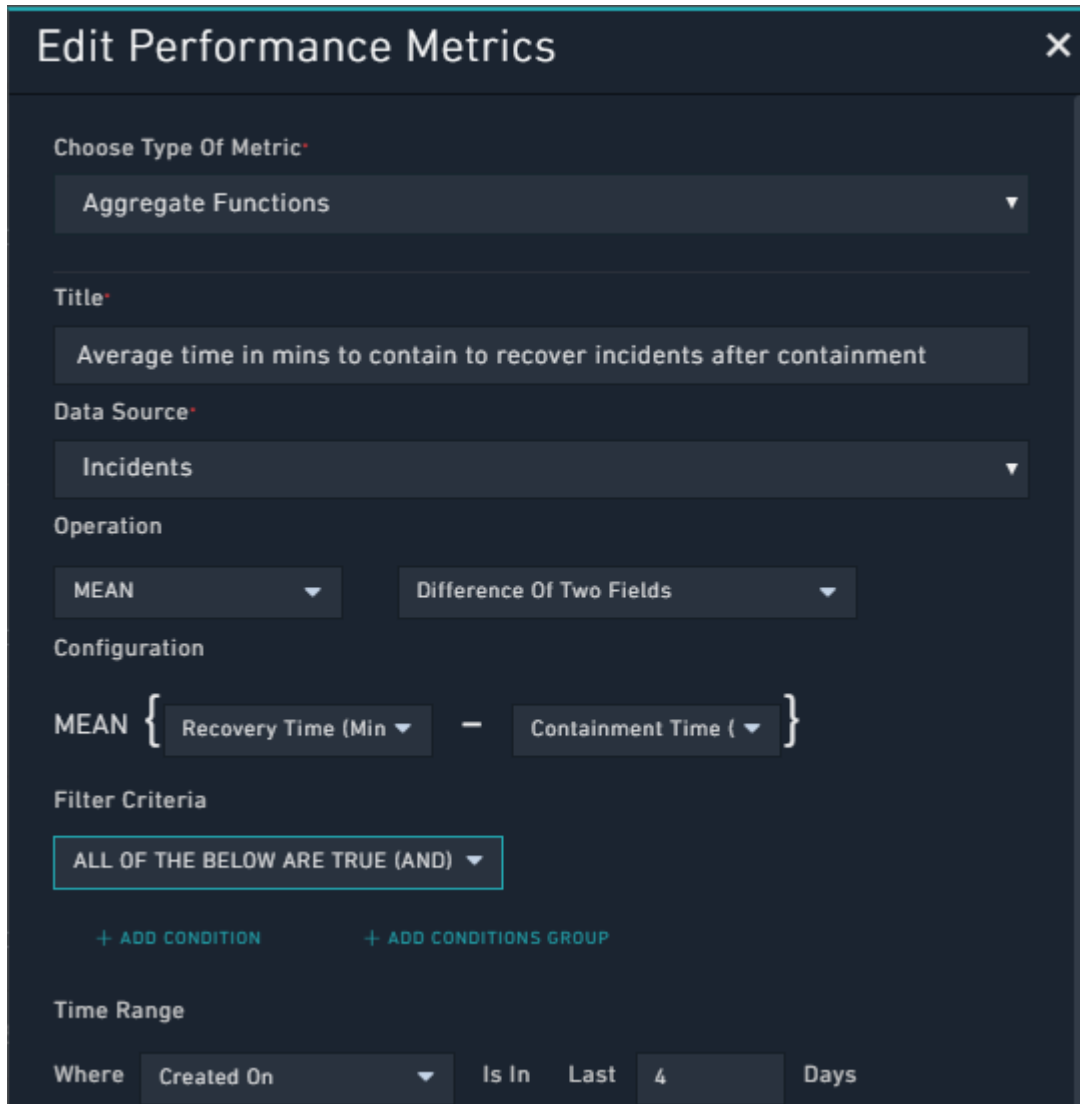 Edit Performance Metrics ×
Choose Type Of Metric*
Aggregate Functions
Title*
Average time in mins to contain to recover incidents after containment
Data Source*
Incidents
Operation
MEAN Difference Of Two Fields
Configuration
MEAN { Recovery Time (Min − Containment Time ( }
Filter Criteria
ALL OF THE BELOW ARE TRUE (AND)
+ ADD CONDITION + ADD CONDITIONS GROUP
Time Range
Where Created On Is In Last 4 Days